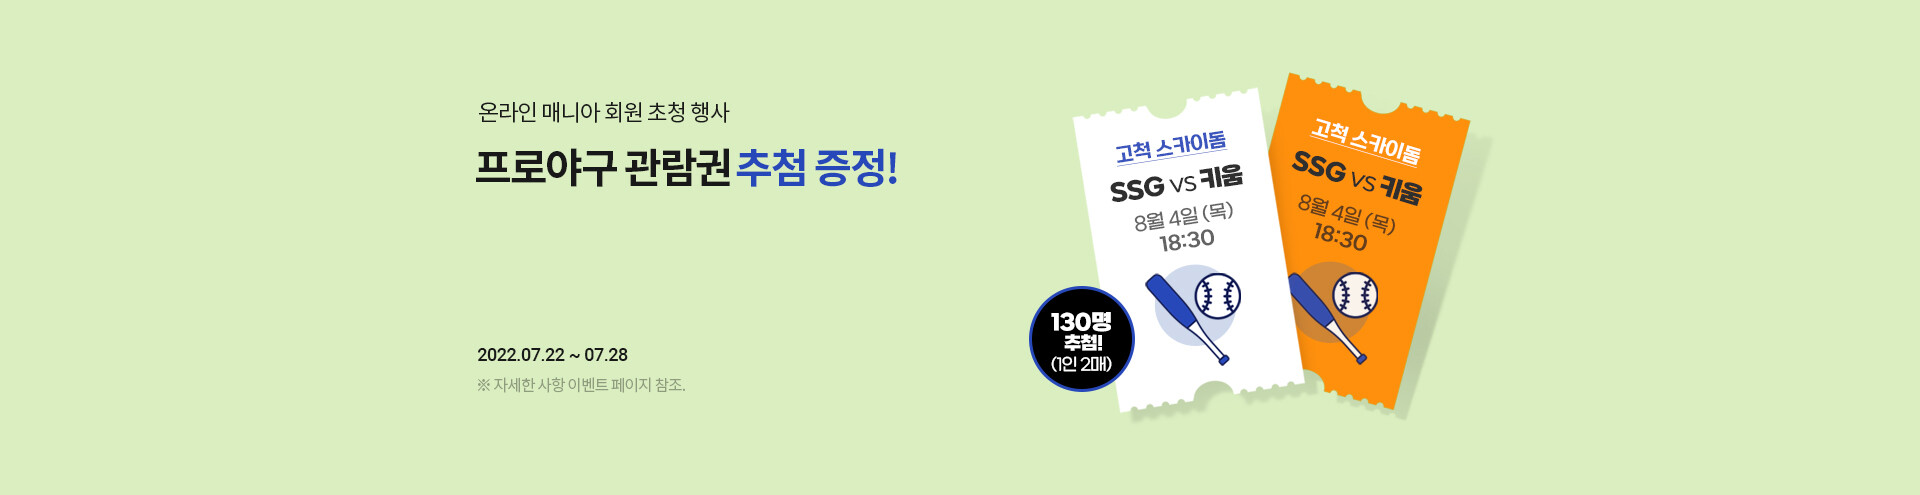 온라인 매니아 회원 초청 행사
프로야구 관람권 추첨 증정!
2022.07.22 ~ 07.28
※ 자세한 사항 이벤트 페이지 참조.
고척 스카이돔
SSG VS 키움
8월 4일 (목)
18:30
고척 스카이돔
SSG VS 키움
8월 4일 (목)
18:30
130명
추첨!
(1인 2매)